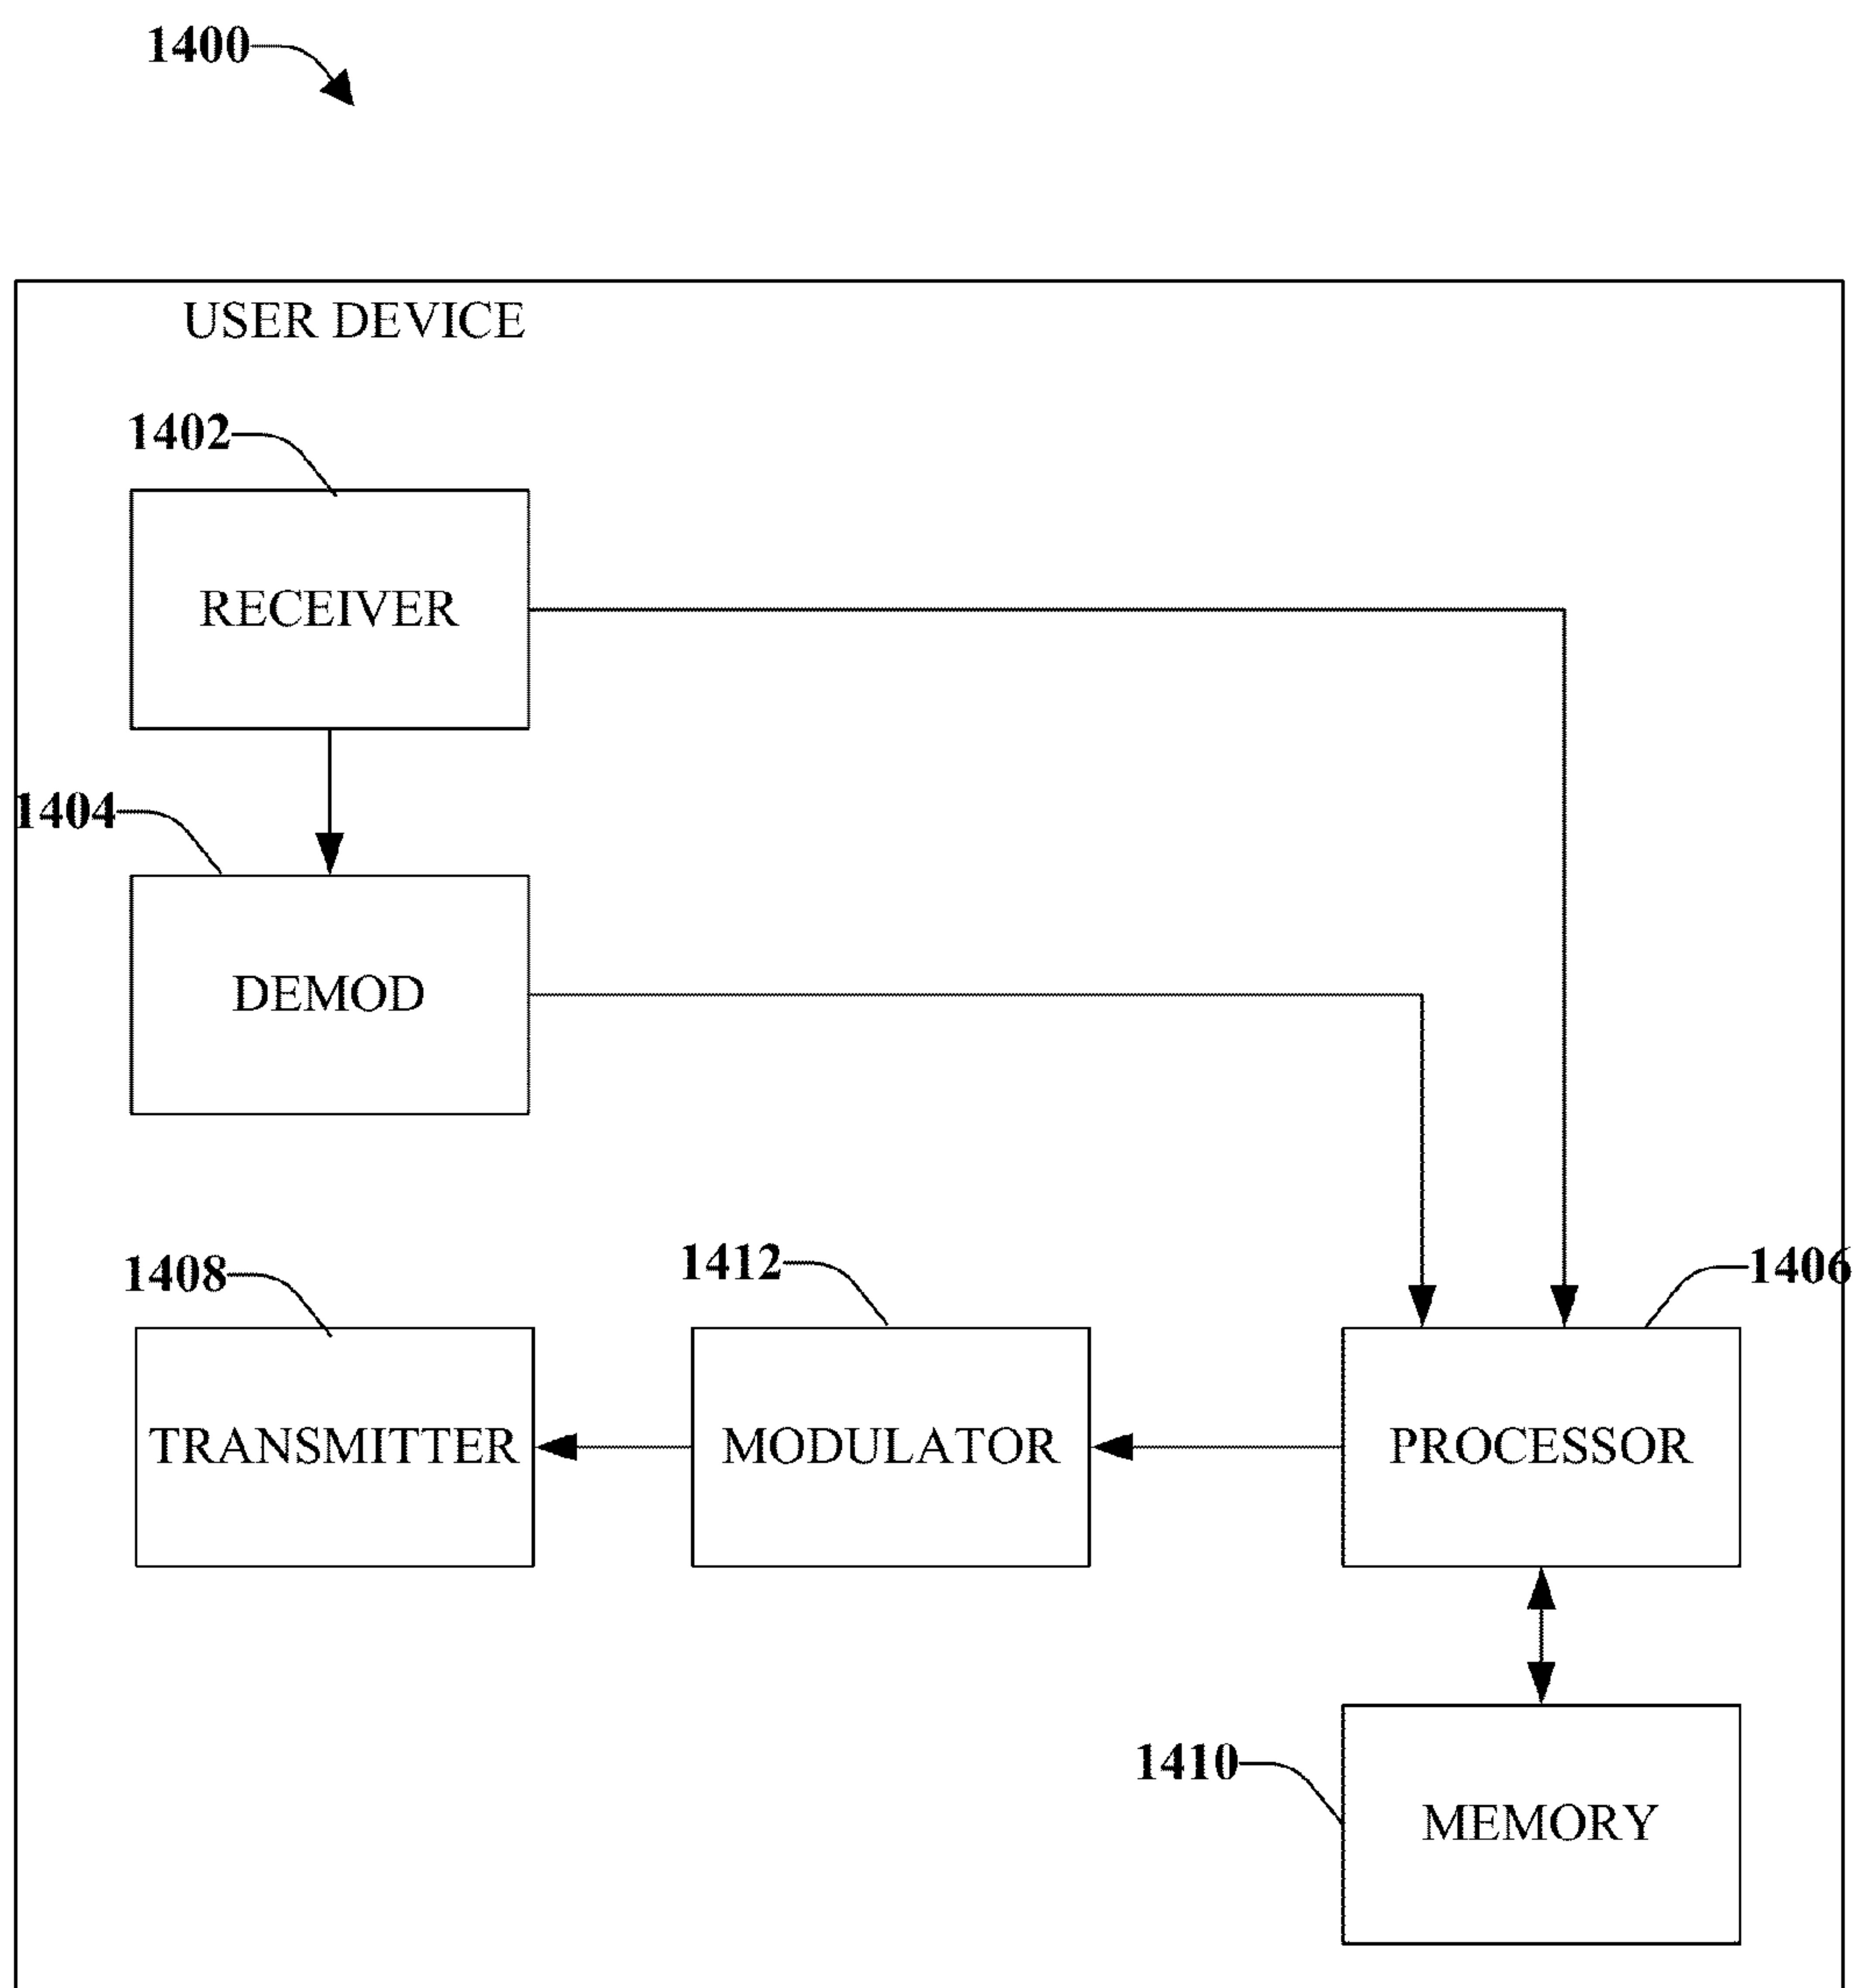 1400
USER DEVICE
1402
RECEIVER
1404
DEMOD
1408
1412
1406
TRANSMITTER
MODULATOR
PROCESSOR
1410
MEMORY